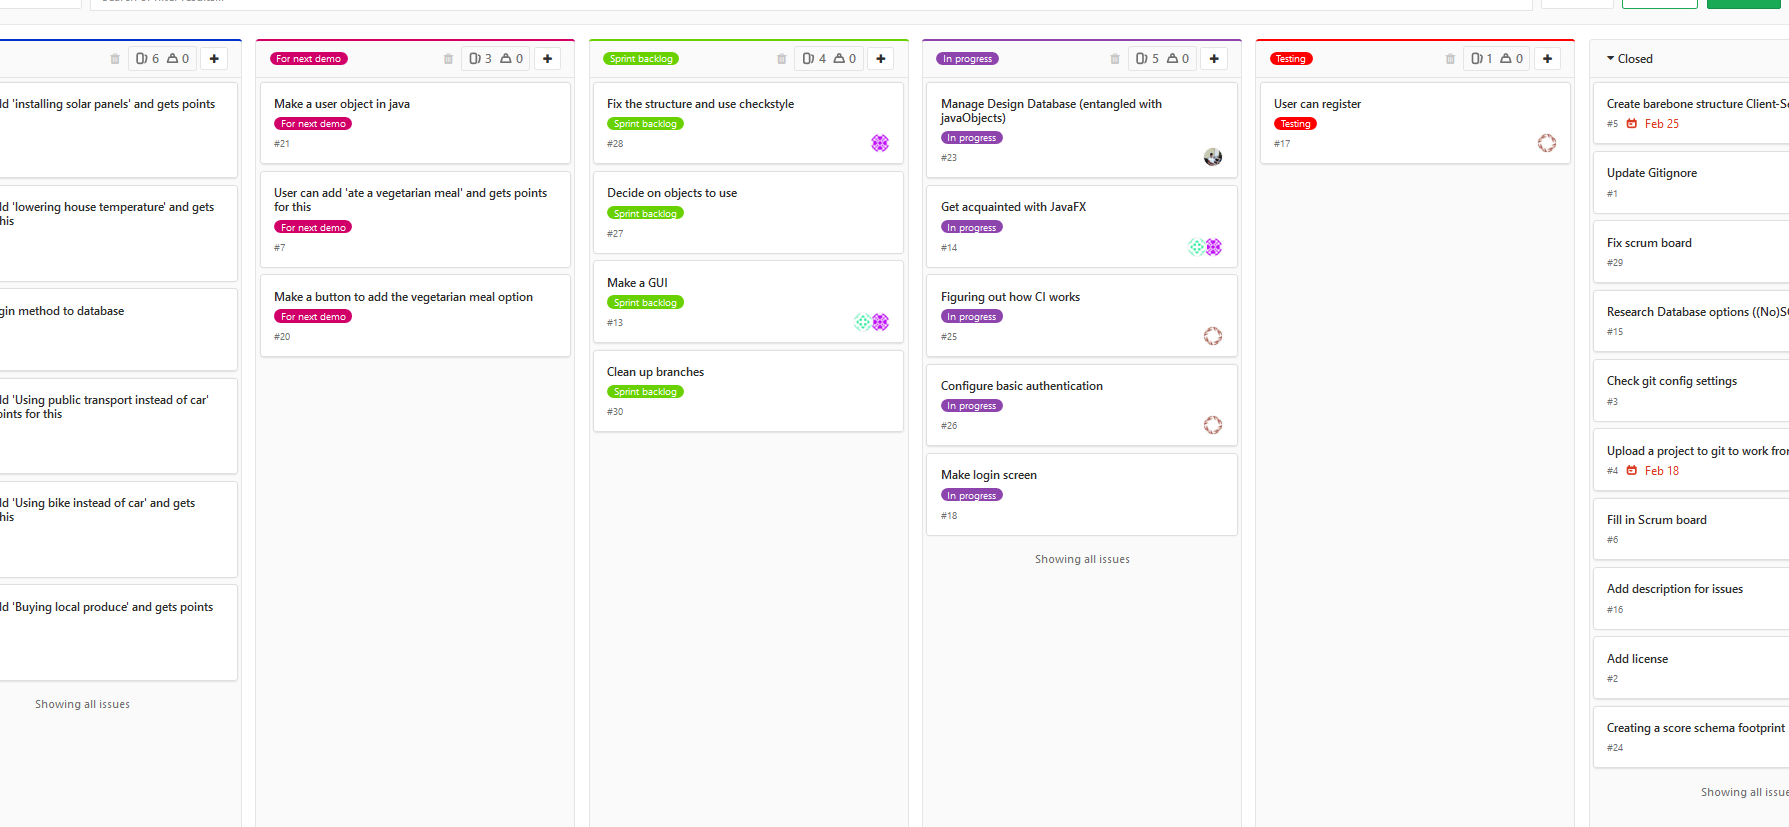 6 0
dd 'installing solar panels' and gets points
dd 'lowering house temperature' and gets
this
gin method to database
dd 'Using public transport instead of car'
points for this
dd 'Using bike instead of car' and gets
this
dd 'Buying local produce' and gets points
Showing all issues
For next demo
3 0
Make a user object in java
For next demo
#21
User can add 'ate a vegetarian meal' and gets points
for this
For next demo
#7
Make a button to add the vegetarian meal option
For next demo
#20
Sprint backlog
4 0
Fix the structure and use checkstyle
Sprint backlog
#28
Decide on objects to use
Sprint backlog
#27
Make a GUI
Sprint backlog
#13
Clean up branches
Sprint backlog
#30
In progress
5 0
Manage Design Database (entangled with
javaObjects)
In progress
#23
Get acquainted with JavaFX
In progress
#14
Figuring out how CI works
In progress
#25
Configure basic authentication
In progress
#26
Make login screen
In progress
#18
Showing all issues
Testing
1 0
User can register
Testing
#17
Closed
Create barebone structure Client-Se
#5 Feb 25
Update Gitignore
#1
Fix scrum board
#29
Research Database options ((No)SQ
#15
Check git config settings
#3
Upload a project to git to work from
#4 Feb 18
Fill in Scrum board
#6
Add description for issues
#16
Add license
#2
Creating a score schema footprint
#24
Showing all issue